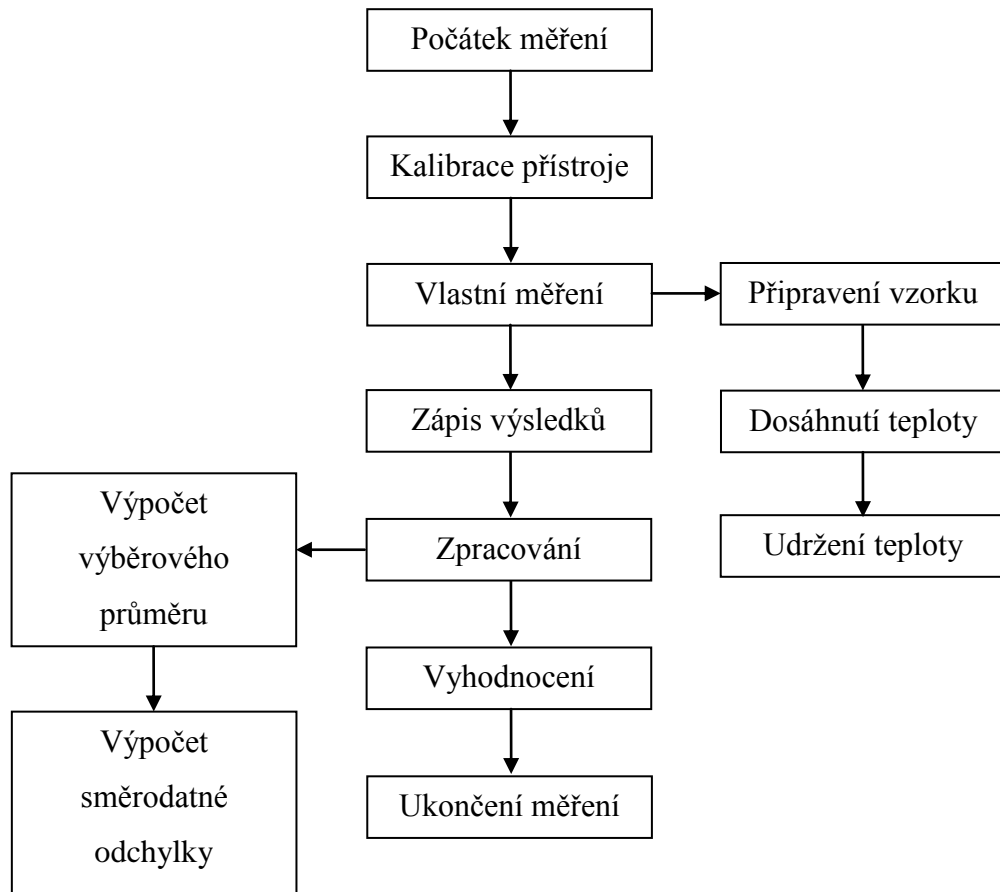 Počátek měření
Kalibrace přístroje
Vlastní měření
Připravení vzorku
Zápis výsledků
Dosáhnutí teploty
Výpočet
výběrového
průměru
Zpracování
Udržení teploty
Vyhodnocení
Výpočet
směrodatné
odchylky
Ukončení měření